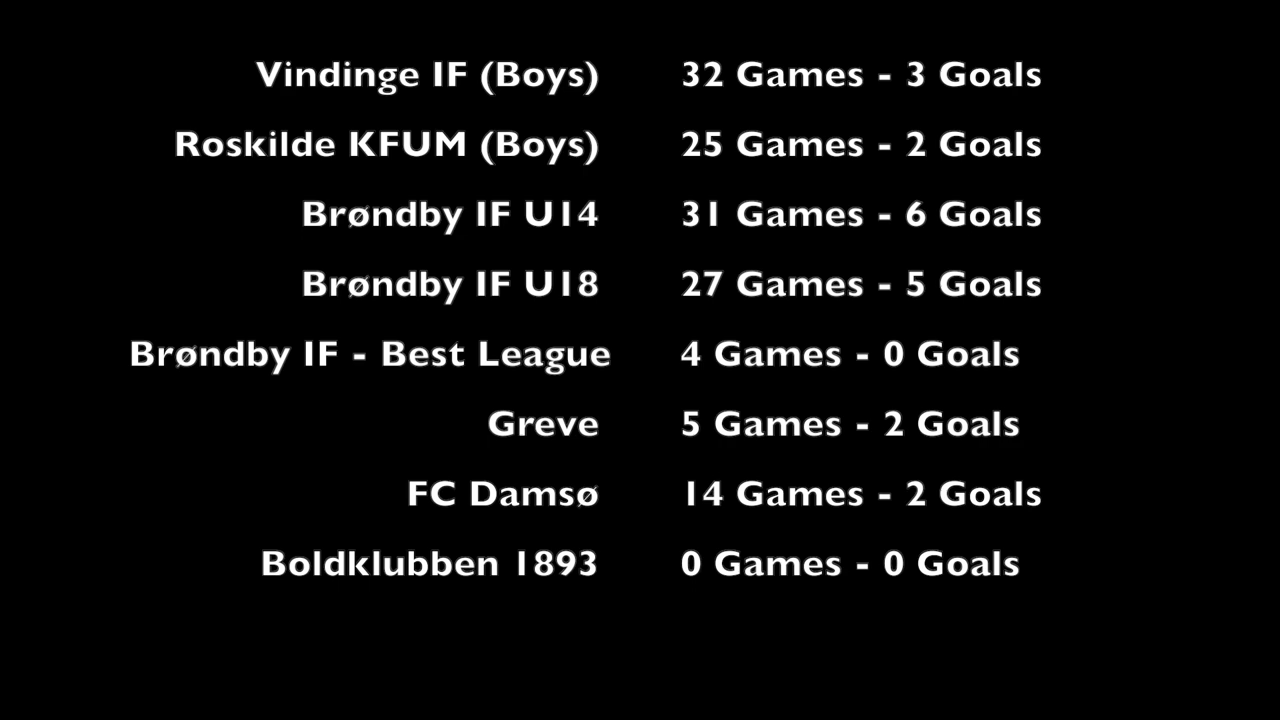 Vindinge IF (Boys) 32 Games - 3 Goals
Roskilde KFUM (Boys) 25 Games - 2 Goals
Brøndby IF U14 31 Games - 6 Goals
Brøndby IF U18 27 Games - 5 Goals
Brøndby IF - Best League 4 Games - 0 Goals
Greve 5 Games - 2 Goals
FC Damsø 14 Games - 2 Goals
Boldklubben 1893 0 Games - 0 Goals